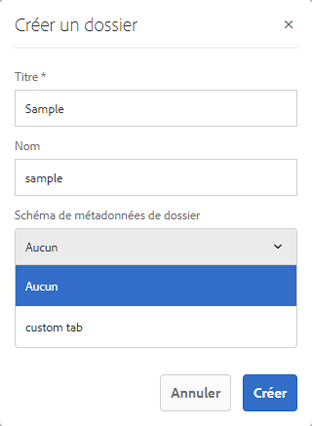 Créer un dossier
Titre *
Sample
Nom
sample
Schéma de métadonnées de dossier
Aucun
Aucun
custom tab
Annuler Créer